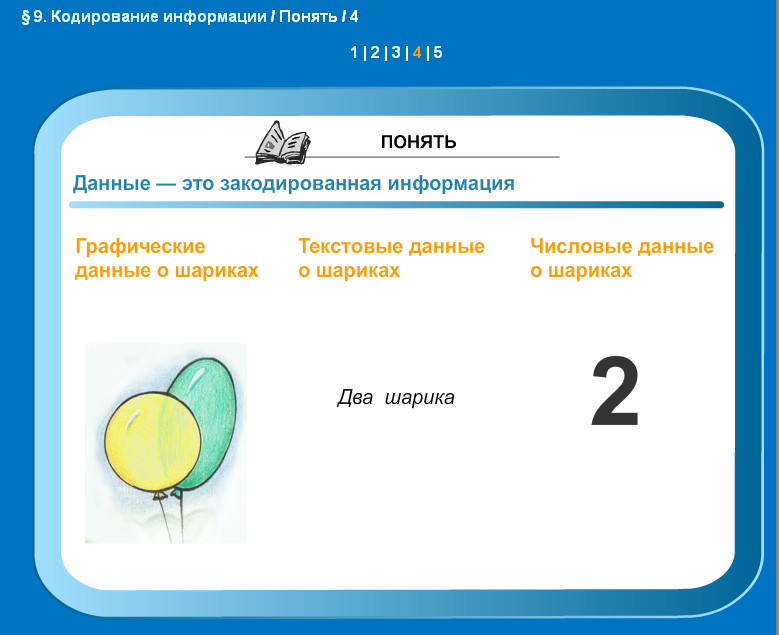 § 9. Кодирование информации / Понять / 4
1 | 2 | 3 | 4 | 5
ПОНЯТЬ
Данные — это закодированная информация
Графические
данные о шариках
Текстовые данные
о шариках
Числовые данные
о шариках
Два шарика
2